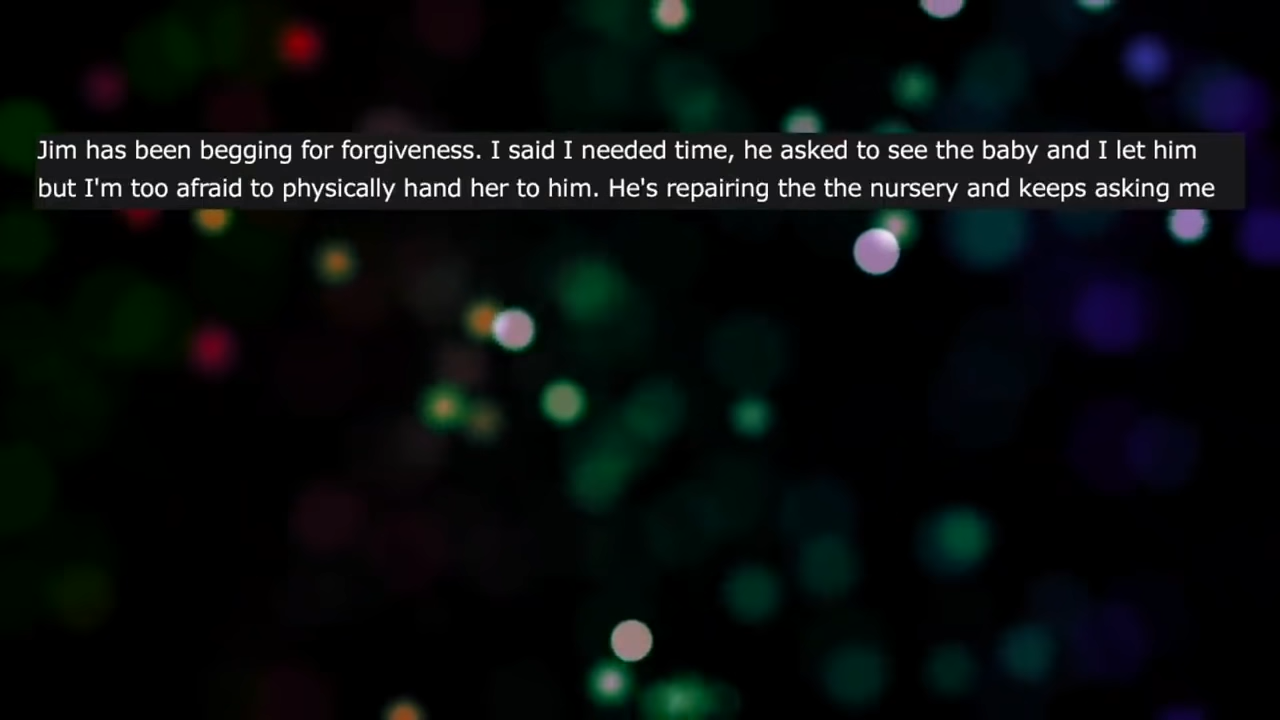 Jim has been begging for forgiveness. I said I needed time, he asked to see the baby and I let him
but I'm too afraid to physically hand her to him. He's repairing the the nursery and keeps asking me